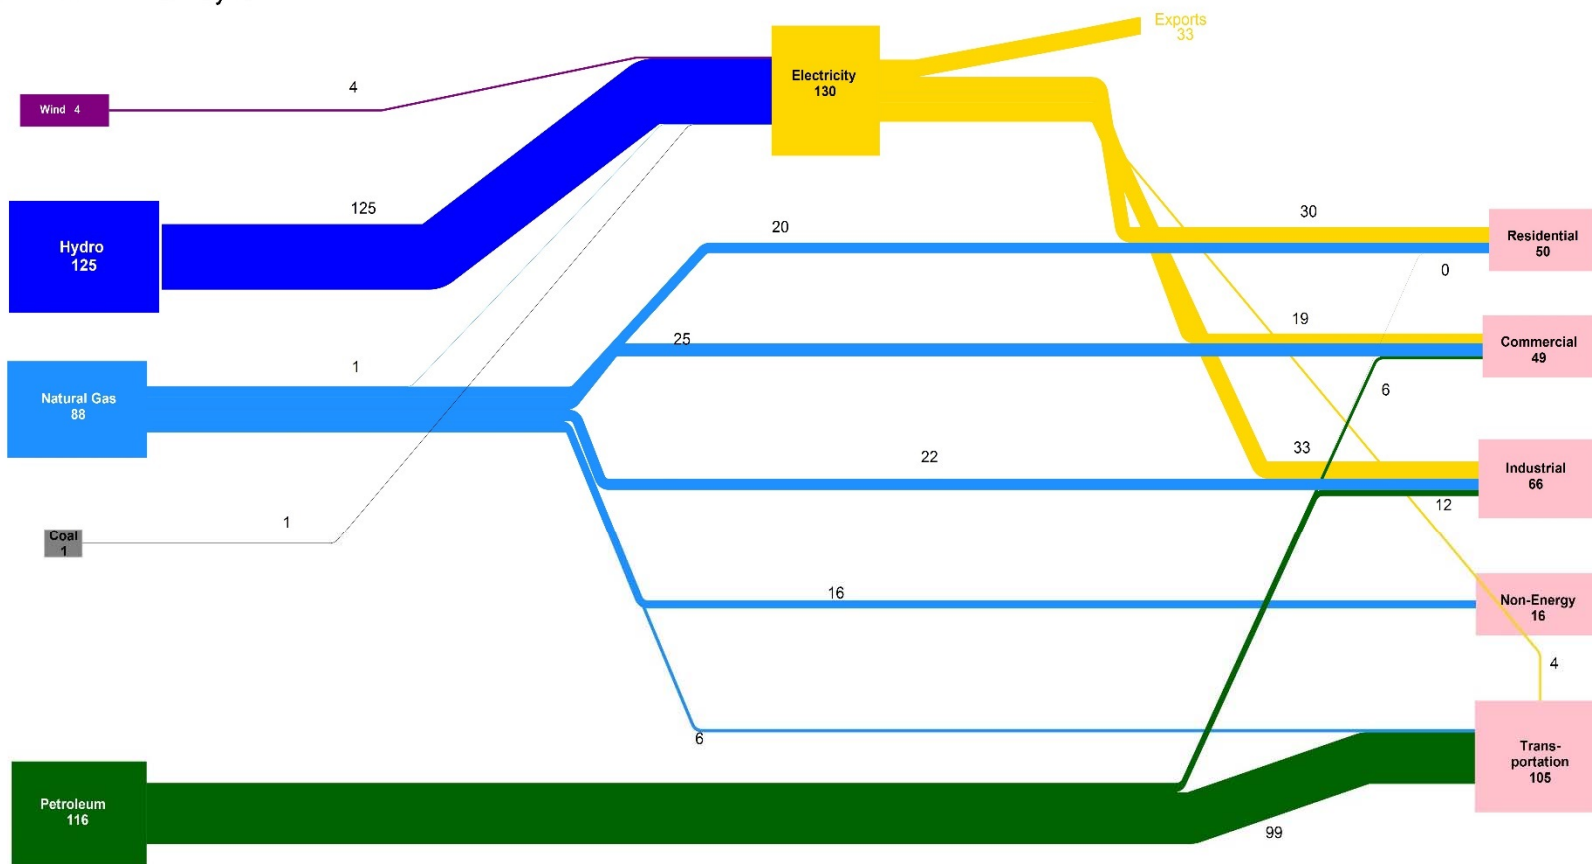 Exports
33
Electricity
130
4
Wind 4
125
30
20
Residential
50
Hydro
125
0
19
25
Commercial
49
1
Natural Gas
88
6
33
22
Industrial
66
12
1
Coal
1
16
Non-Energy
16
4
6
Trans-
portation
105
Petroleum
116
99